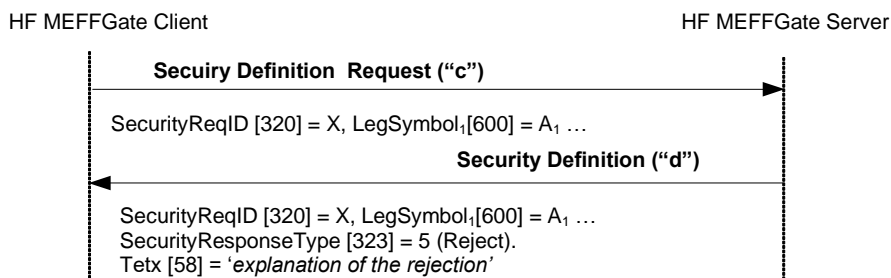 HF MEFFGate Client
HF MEFFGate Server
Secuiry Definition Request (“c”)
SecurityReqID [320] = X, LegSymbol₁[600] = A₁ …
Security Definition (“d”)
SecurityReqID [320] = X, LegSymbol₁[600] = A₁ …
SecurityResponseType [323] = 5 (Reject).
Tetx [58] = ‘explanation of the rejection’